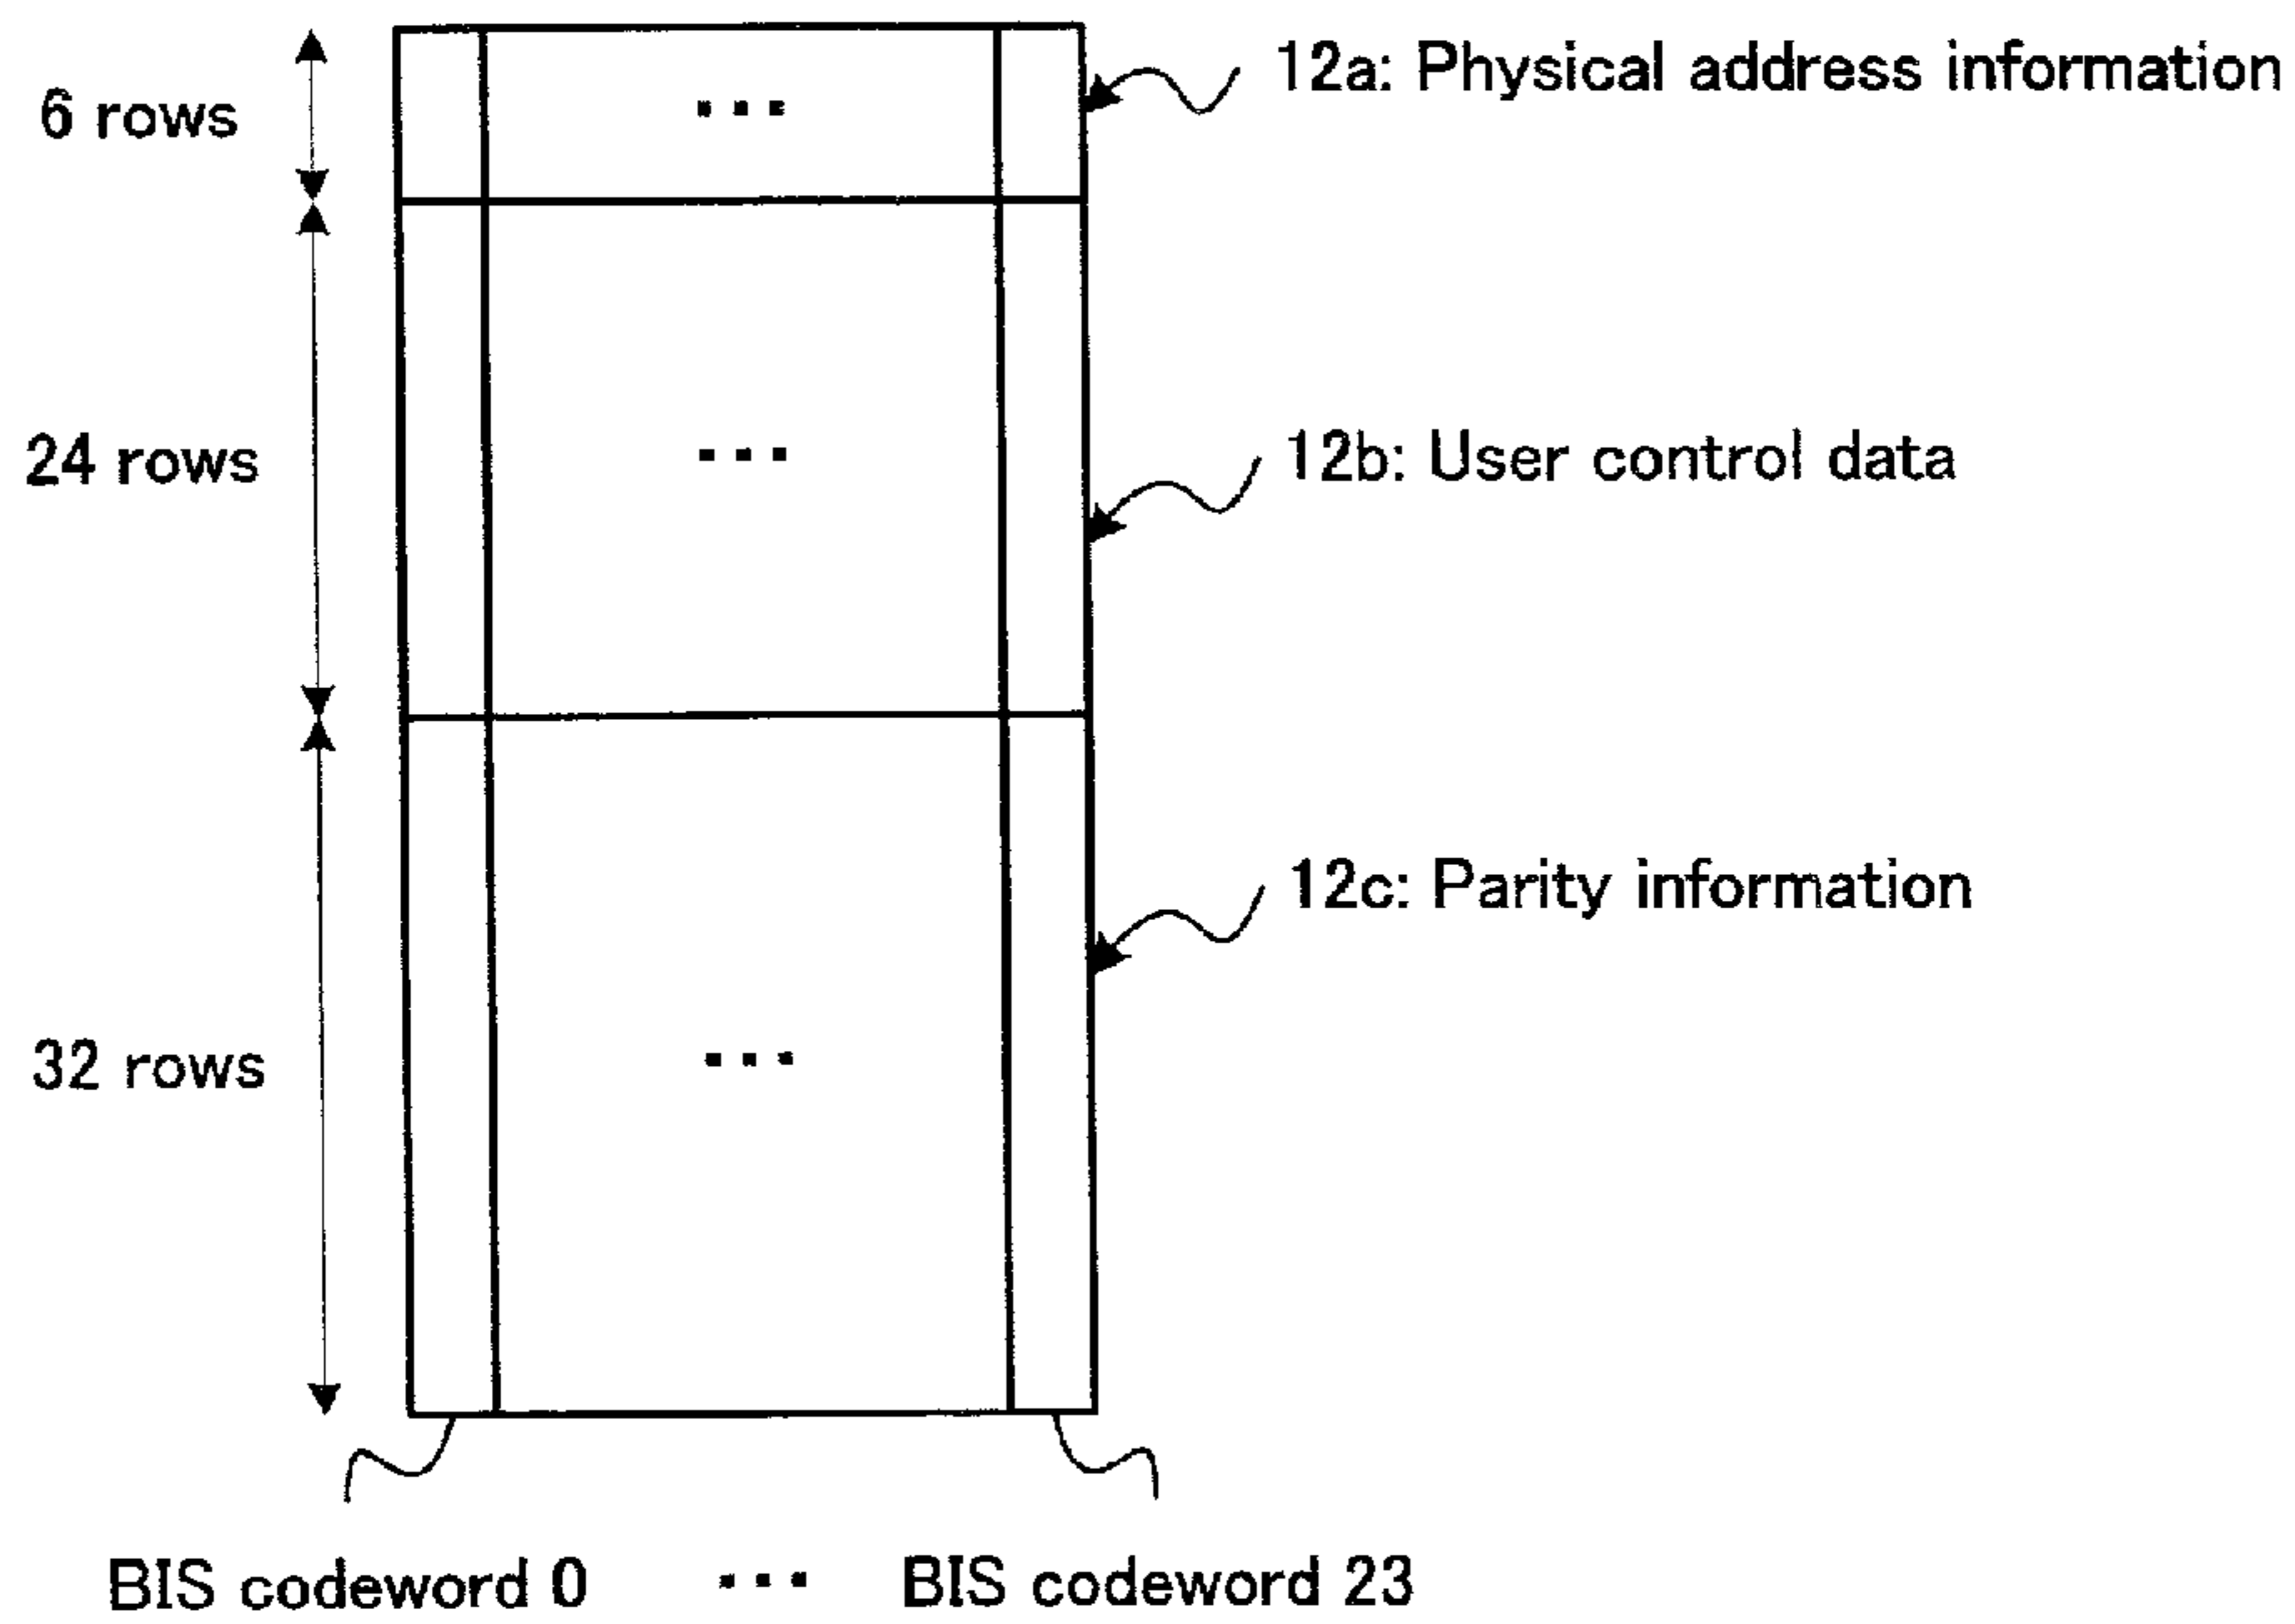 6 rows
12a: Physical address information
24 rows
12b: User control data
12c: Parity information
32 rows
BIS codeword 0 ... BIS codeword 23